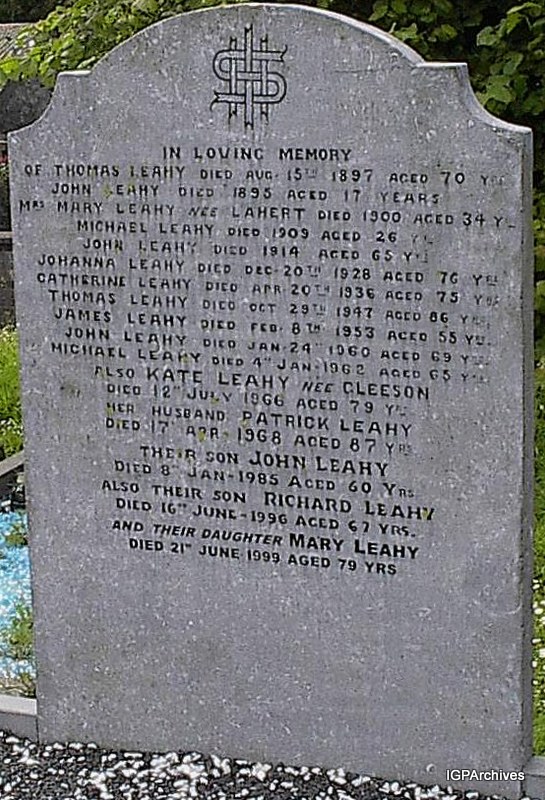 IHS
IN LOVING MEMORY
OF THOMAS LEAHY DIED AUG. 15TH 1897 AGED 70 YRS
JOHN LEAHY DIED 1895 AGED 17 YEARS
MRS MARY LEAHY NÉE LAHERT DIED 1900 AGED 34 YRS
MICHAEL LEAHY DIED 1909 AGED 26 YRS
JOHN LEAHY DIED 1914 AGED 65 YRS
JOHANNA LEAHY DIED DEC. 20TH 1928 AGED 76 YRS
CATHERINE LEAHY DIED APR. 20TH 1936 AGED 75 YRS
THOMAS LEAHY DIED OCT 29TH 1947 AGED 86 YRS
JAMES LEAHY DIED FEB. 8TH 1953 AGED 55 YRS
JOHN LEAHY DIED JAN. 24TH 1960 AGED 69 YRS
MICHAEL LEAHY DIED 4TH JAN. 1962 AGED 65 YRS
ALSO KATE LEAHY NÉE GLEESON
DIED 12TH JULY 1966 AGED 79 YRS
HER HUSBAND PATRICK LEAHY
DIED 17TH APR. 1968 AGED 87 YRS
THEIR SON JOHN LEAHY
DIED 8TH JAN. 1985 AGED 60 YRS
ALSO THEIR SON RICHARD LEAHY
DIED 16TH JUNE. 1996 AGED 67 YRS.
AND THEIR DAUGHTER MARY LEAHY
DIED 21ST JUNE 1999 AGED 79 YRS
IGPArchives